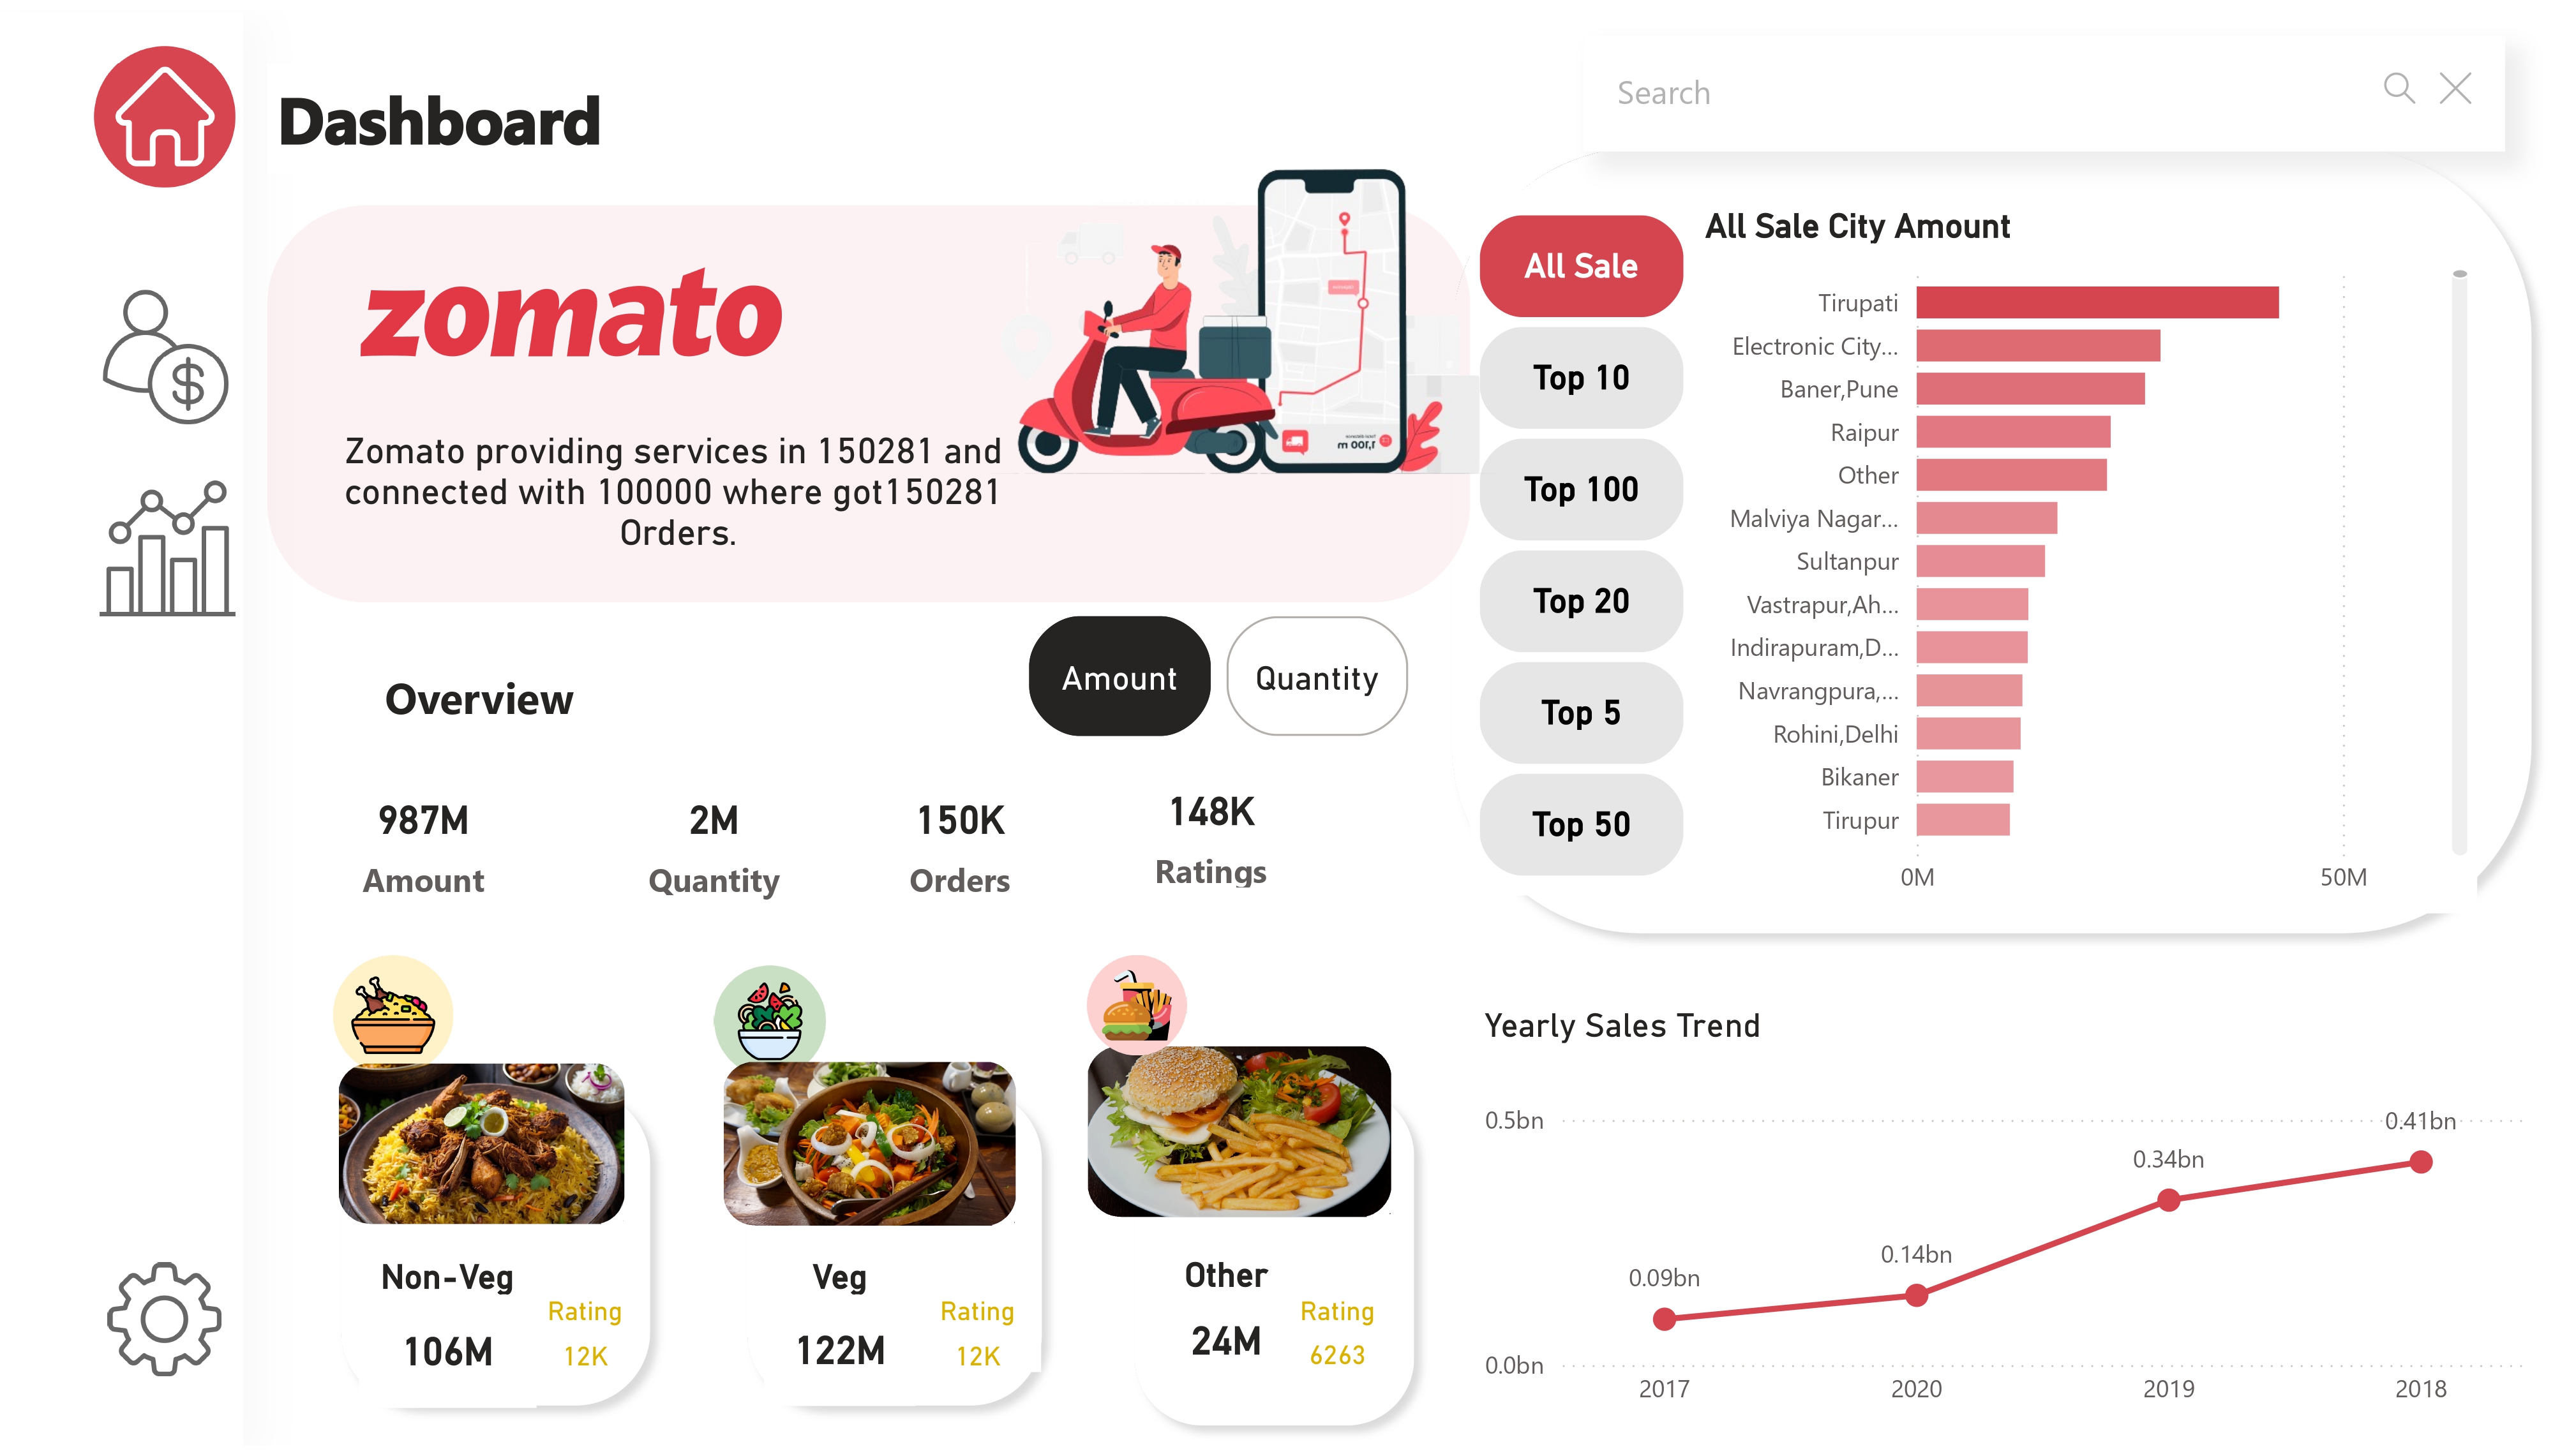 Dashboard
Search
zomato
Zomato providing services in 150281 and
connected with 100000 where got150281
Orders.
All Sale
Top 10
Top 100
Top 20
Top 5
Top 50
All Sale City Amount
Tirupati
Electronic City...
Baner,Pune
Raipur
Other
Malviya Nagar...
Sultanpur
Vastrapur,Ah...
Indirapuram,D...
Navrangpura,...
Rohini,Delhi
Bikaner
Tirupur
0M
50M
Overview
Amount
Quantity
987M
Amount
2M
Quantity
150K
Orders
148K
Ratings
Non-Veg
106M
Rating
12K
Veg
122M
Rating
12K
Other
24M
Rating
6263
Yearly Sales Trend
0.5bn
0.0bn
0.09bn
0.14bn
0.34bn
0.41bn
2017
2020
2019
2018